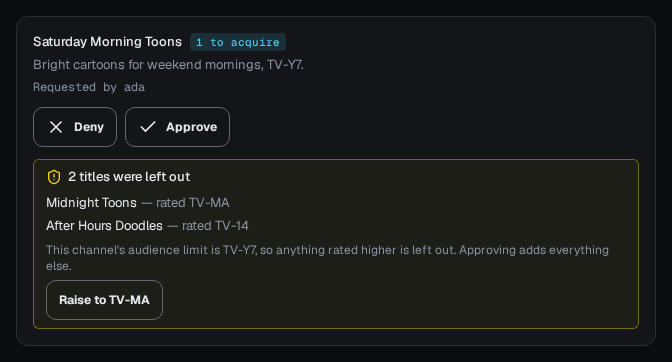 Saturday Morning Toons 1 to acquire
Bright cartoons for weekend mornings, TV-Y7.
Requested by ada
Deny Approve
2 titles were left out
Midnight Toons — rated TV-MA
After Hours Doodles — rated TV-14
This channel's audience limit is TV-Y7, so anything rated higher is left out. Approving adds everything
else.
Raise to TV-MA